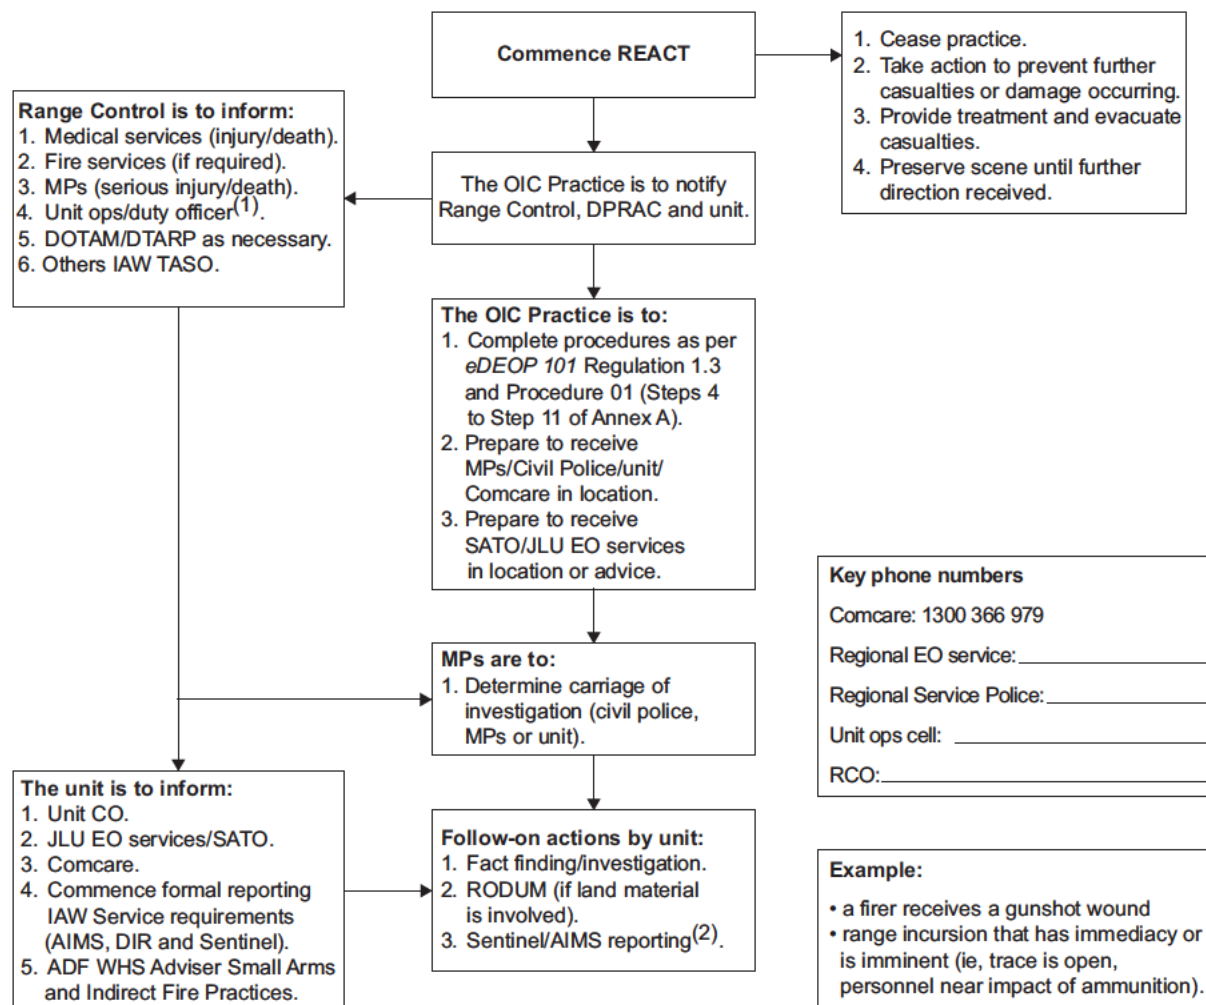 Commence REACT
1. Cease practice.
2. Take action to prevent further
casualties or damage occurring.
3. Provide treatment and evacuate
casualties.
4. Preserve scene until further
direction received.
Range Control is to inform:
1. Medical services (injury/death).
2. Fire services (if required).
3. MPs (serious injury/death).
4. Unit ops/duty officer(1).
5. DOTAM/DTARP as necessary.
6. Others IAW TASO.
The OIC Practice is to notify
Range Control, DPRAC and unit.
The OIC Practice is to:
1. Complete procedures as per
eDEOP 101 Regulation 1.3
and Procedure 01 (Steps 4
to Step 11 of Annex A).
2. Prepare to receive
MPs/Civil Police/unit/
Comcare in location.
3. Prepare to receive
SATO/JLU EO services
in location or advice.
MPs are to:
1. Determine carriage of
investigation (civil police,
MPs or unit).
The unit is to inform:
1. Unit CO.
2. JLU EO services/SATO.
3. Comcare.
4. Commence formal reporting
IAW Service requirements
(AIMS, DIR and Sentinel).
5. ADF WHS Adviser Small Arms
and Indirect Fire Practices.
Follow-on actions by unit:
1. Fact finding/investigation.
2. RODUM (if land material
is involved).
3. Sentinel/AIMS reporting(2).
Key phone numbers
Comcare: 1300 366 979
Regional EO service:
Regional Service Police:
Unit ops cell:
RCO:
Example:
• a firer receives a gunshot wound
• range incursion that has immediacy or
is imminent (ie, trace is open,
personnel near impact of ammunition).